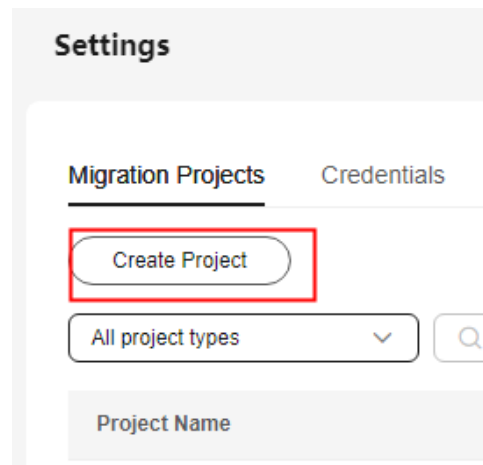 Settings
Migration Projects Credentials
Create Project
All project types
Project Name